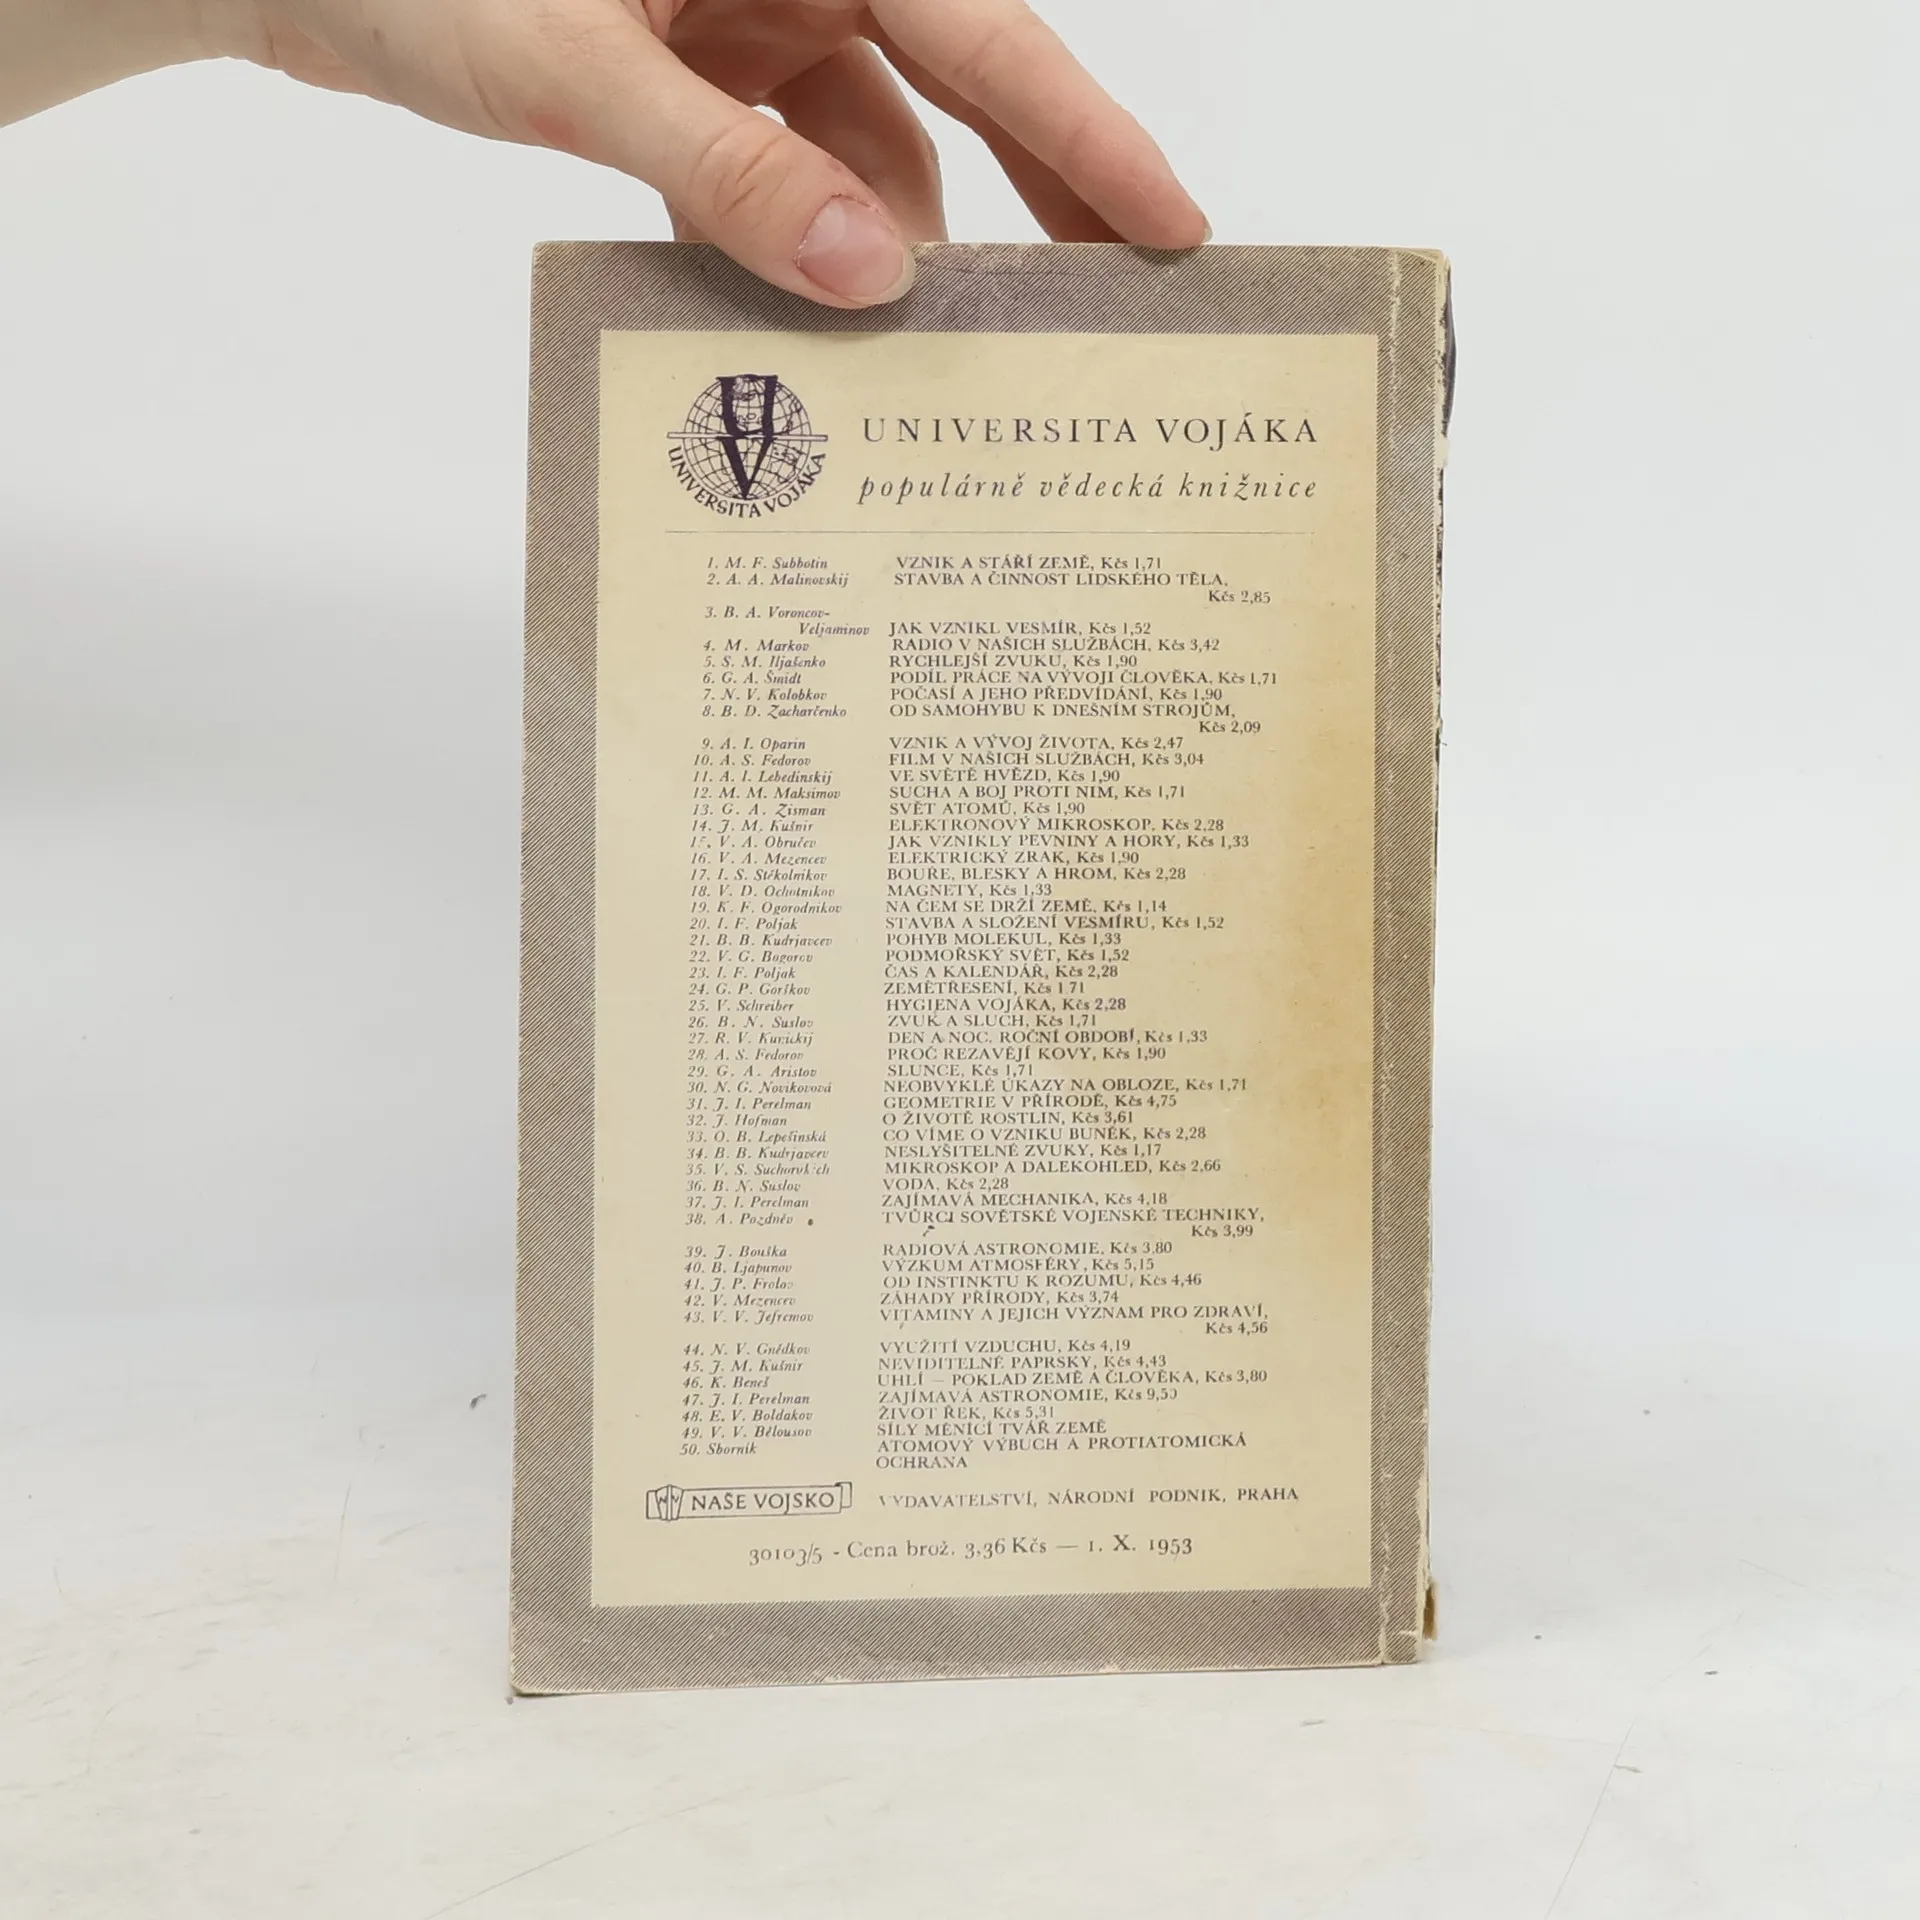 UV
UNIVERSITA VOJÁKA
UNIVERSITA VOJÁKA
populárně vědecká knižnice
1. M. F. Subbotin VZNIK A STÁŘÍ ZEMĚ, Kčs 1,71
2. A. A. Malinovskij STAVBA A ČINNOST LIDSKÉHO TĚLA,
Kčs 2,85
3. B. A. Voroncov-
Veljaminov JAK VZNIKL VESMÍR, Kčs 1,52
4. M. Markov RADIO V NAŠICH SLUŽBÁCH, Kčs 3,42
5. S. M. Iljašenko RYCHLEJŠÍ ZVUKU, Kčs 1,90
6. G. A. Šmidt PODÍL PRÁCE NA VÝVOJI ČLOVĚKA, Kčs 1,71
7. N. V. Kolobkov POČASÍ A JEHO PŘEDVÍDÁNÍ, Kčs 1,90
8. B. D. Zacharčenko OD SAMOHYBU K DNEŠNÍM STROJŮM,
Kčs 2,09
9. A. I. Oparin VZNIK A VÝVOJ ŽIVOTA, Kčs 2,47
10. A. S. Fedorov FILM V NAŠICH SLUŽBÁCH, Kčs 3,04
11. A. I. Lebedinskij VE SVĚTĚ HVĚZD, Kčs 1,90
12. M. M. Maksimov SUCHA A BOJ PROTI NIM, Kčs 1,71
13. G. A. Zisman SVĚT ATOMŮ, Kčs 1,90
14. J. M. Kušnir ELEKTRONOVÝ MIKROSKOP, Kčs 2,28
15. V. A. Obručev JAK VZNIKLY PEVNINY A HORY, Kčs 1,33
16. V. A. Mezencev ELEKTRICKÝ ZRAK, Kčs 1,90
17. I. S. Stěkolnikov BOUŘE, BLESKY A HROM, Kčs 2,28
18. V. D. Ochotnikov MAGNETY, Kčs 1,33
19. K. F. Ogorodnikov NA ČEM SE DRŽÍ ZEMĚ, Kčs 1,14
20. I. F. Poljak STAVBA A SLOŽENÍ VESMÍRU, Kčs 1,52
21. B. B. Kudrjavcev POHYB MOLEKUL, Kčs 1,33
22. V. G. Bogorov PODMOŘSKÝ SVĚT, Kčs 1,52
23. I. F. Poljak ČAS A KALENDÁŘ, Kčs 2,28
24. G. P. Gorškov ZEMĚTŘESENÍ, Kčs 1,71
25. V. Schreiber HYGIENA VOJÁKA, Kčs 2,28
26. B. N. Suslov ZVUK A SLUCH, Kčs 1,71
27. R. V. Kunickij DEN A NOC, ROČNÍ OBDOBÍ, Kčs 1,33
28. A. S. Fedorov PROČ REZAVĚJÍ KOVY, Kčs 1,90
29. G. A. Aristov SLUNCE, Kčs 1,71
30. N. G. Novikovová NEOBVYKLÉ ÚKAZY NA OBLOZE, Kčs 1,71
31. J. I. Perelman GEOMETRIE V PŘÍRODĚ, Kčs 4,75
32. J. Hofman O ŽIVOTĚ ROSTLIN, Kčs 3,61
33. O. B. Lepešinská CO VÍME O VZNIKU BUNĚK, Kčs 2,28
34. B. B. Kudrjavcev NESLYŠITELNÉ ZVUKY, Kčs 1,17
35. V. S. Suchorukich MIKROSKOP A DALEKOHLED, Kčs 2,66
36. B. N. Suslov VODA, Kčs 2,28
37. J. I. Perelman ZAJÍMAVÁ MECHANIKA, Kčs 4,18
38. A. Pozdněv TVŮRCI SOVĚTSKÉ VOJENSKÉ TECHNIKY,
Kčs 3,99
39. J. Bouška RADIOVÁ ASTRONOMIE, Kčs 3,80
40. B. Ljapunov VÝZKUM ATMOSFÉRY, Kčs 5,15
41. J. P. Frolov OD INSTINKTU K ROZUMU, Kčs 4,46
42. V. Mezencev ZÁHADY PŘÍRODY, Kčs 3,74
43. V. V. Jefremov VITAMINY A JEJICH VÝZNAM PRO ZDRAVÍ,
Kčs 4,56
44. N. V. Gnědkov VYUŽITÍ VZDUCHU, Kčs 4,19
45. J. M. Kušnir NEVIDITELNÉ PAPRSKY, Kčs 4,43
46. K. Beneš UHLÍ — POKLAD ZEMĚ A ČLOVĚKA, Kčs 3,80
47. J. I. Perelman ZAJÍMAVÁ ASTRONOMIE, Kčs 9,50
48. E. V. Boldakov ŽIVOT ŘEK, Kčs 5,31
49. V. V. Bělousov SÍLY MĚNÍCÍ TVÁŘ ZEMĚ
50. Sborník ATOMOVÝ VÝBUCH A PROTIATOMICKÁ
OCHRANA
NV NAŠE VOJSKO VYDAVATELSTVÍ, NÁRODNÍ PODNIK, PRAHA
30103/5 - Cena brož. 3,36 Kčs — 1. X. 1953